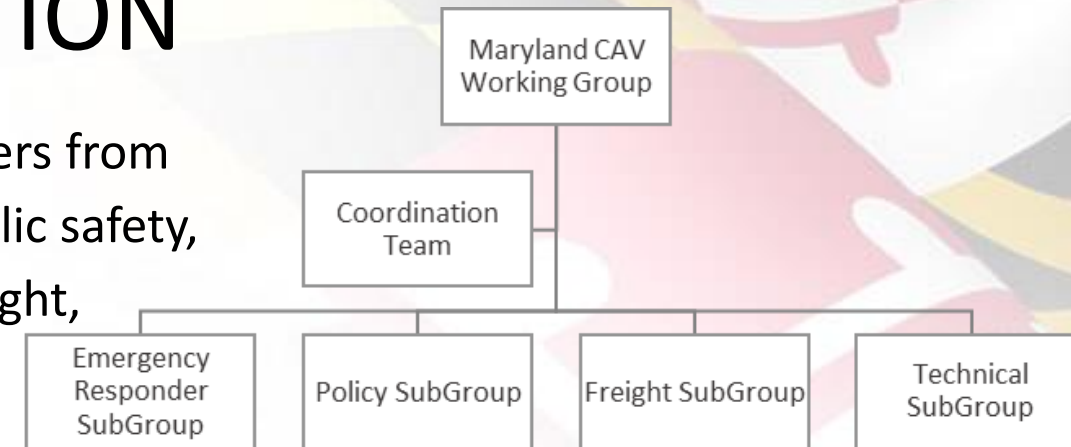 ION
ers from
lic safety,
ght,
Maryland CAV
Working Group
Coordination
Team
Emergency
Responder
SubGroup
Policy SubGroup
Freight SubGroup
Technical
SubGroup